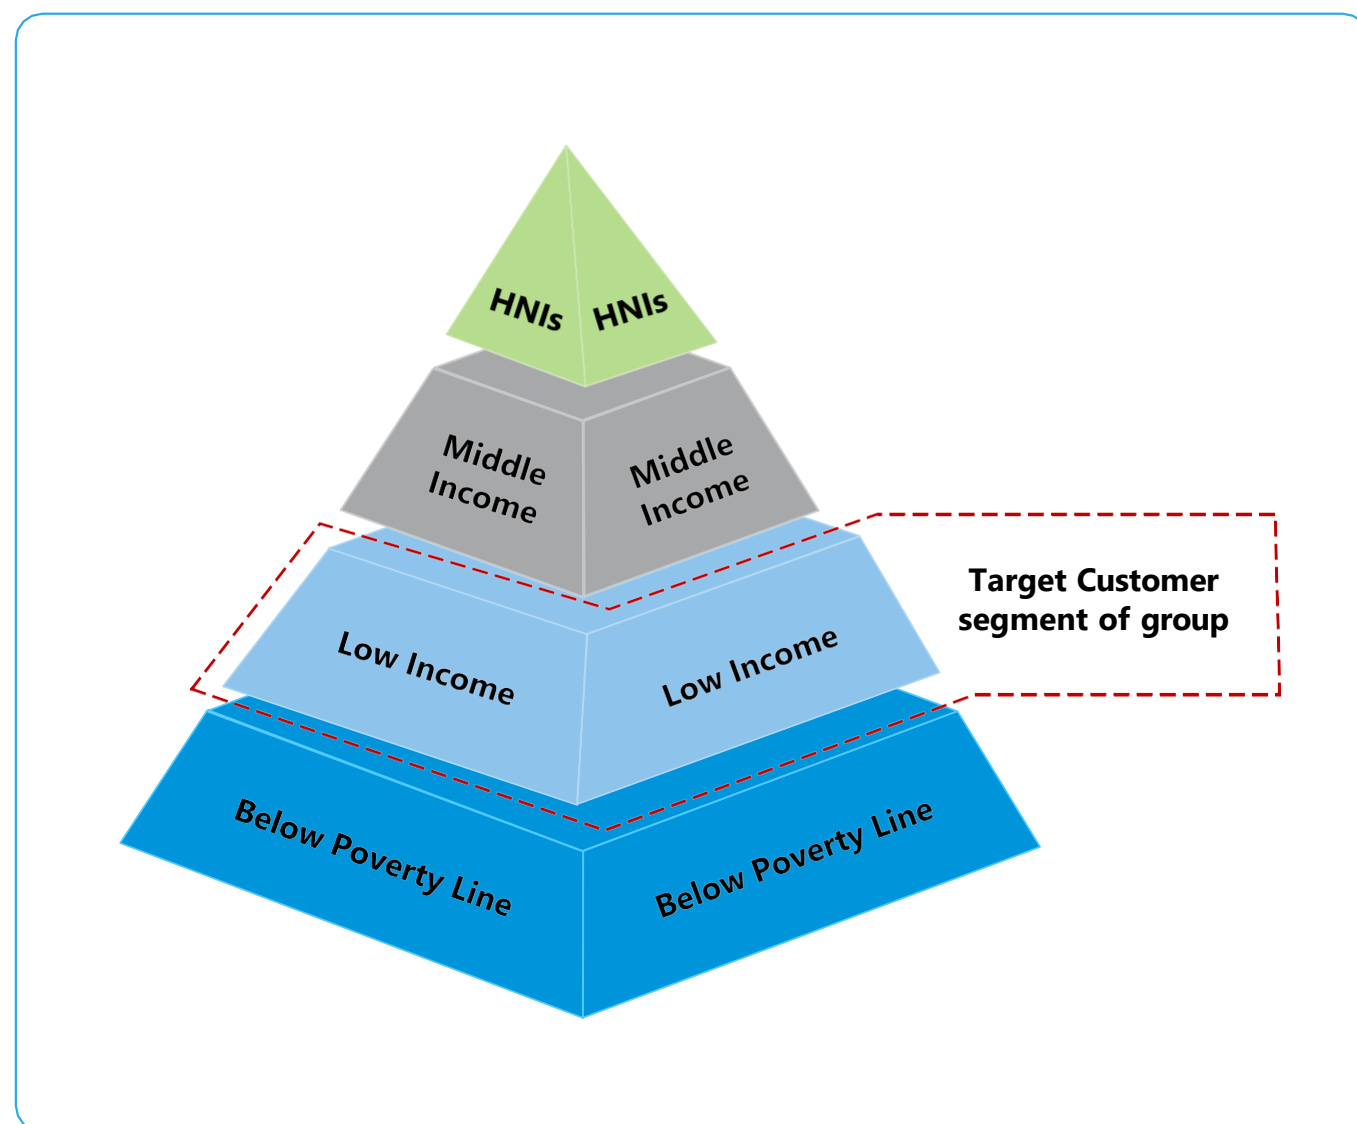 HNIs
HNIs
Middle
Income
Middle
Income
Target Customer
segment of group
Low Income
Low Income
Below Poverty Line
Below Poverty Line